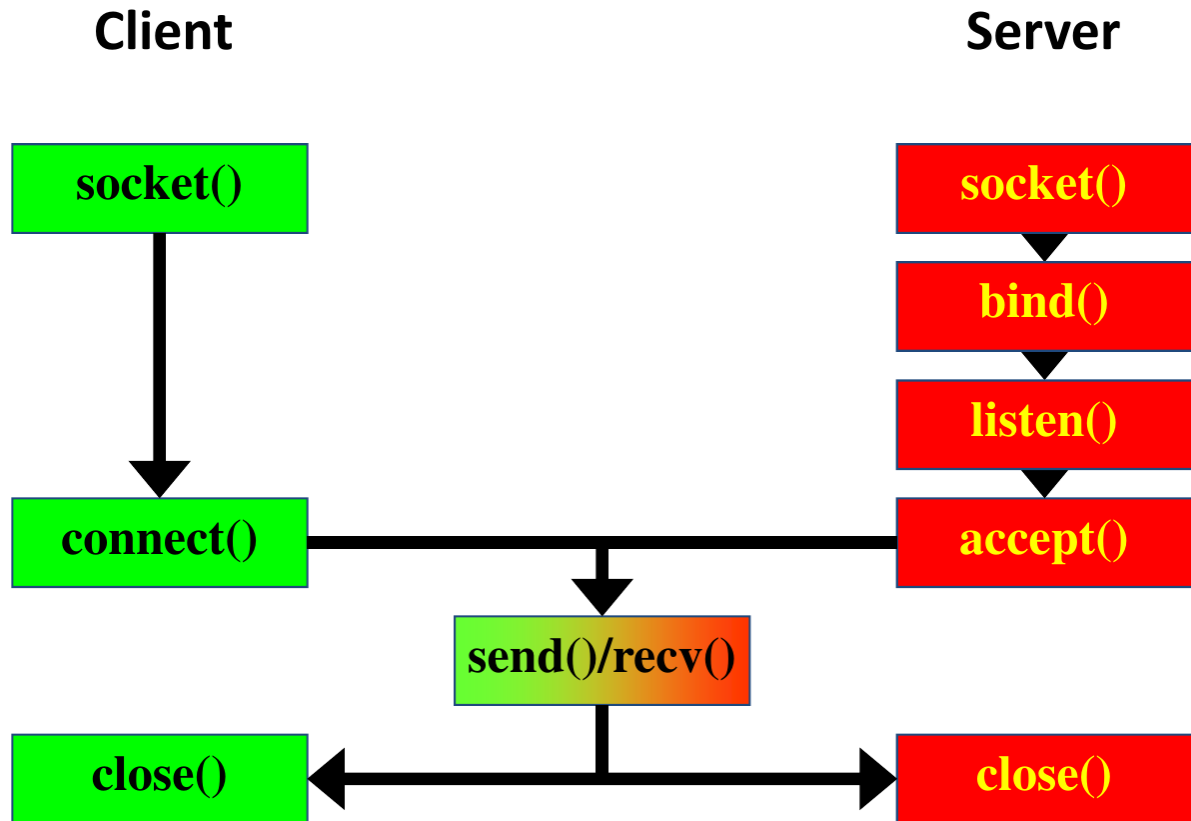 Client
Server
socket()
socket()
bind()
listen()
connect()
accept()
send()/recv()
close()
close()